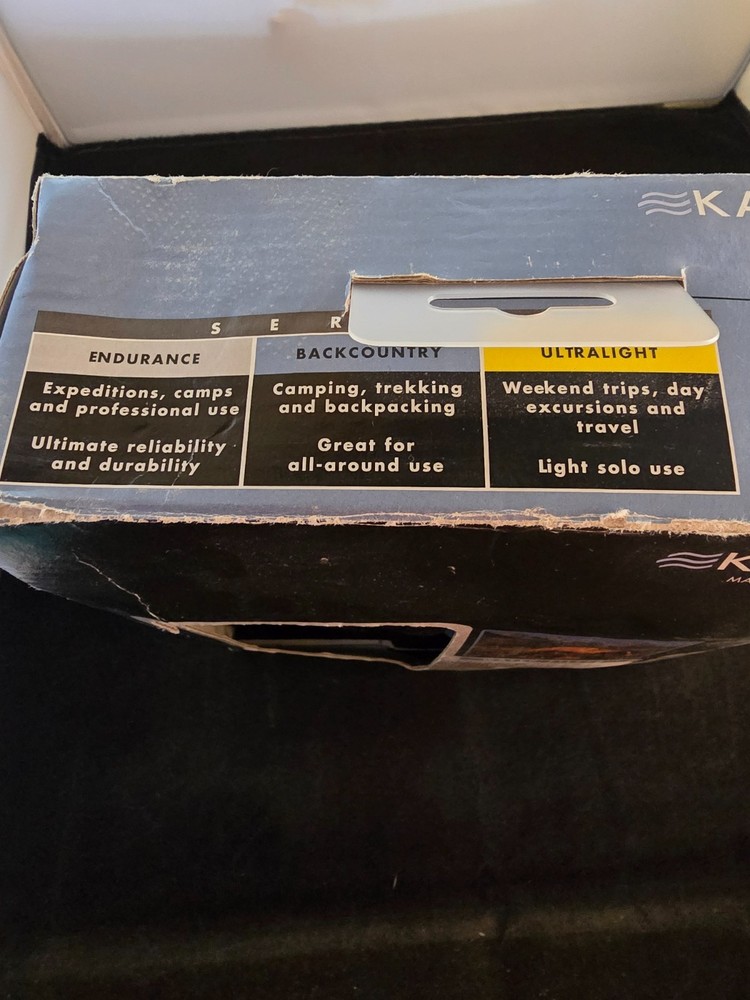 KA
S E R
ENDURANCE
Expeditions, camps
and professional use
Ultimate reliability
and durability
BACKCOUNTRY
Camping, trekking
and backpacking
Great for
all-around use
ULTRALIGHT
Weekend trips, day
excursions and
travel
Light solo use
K
MA